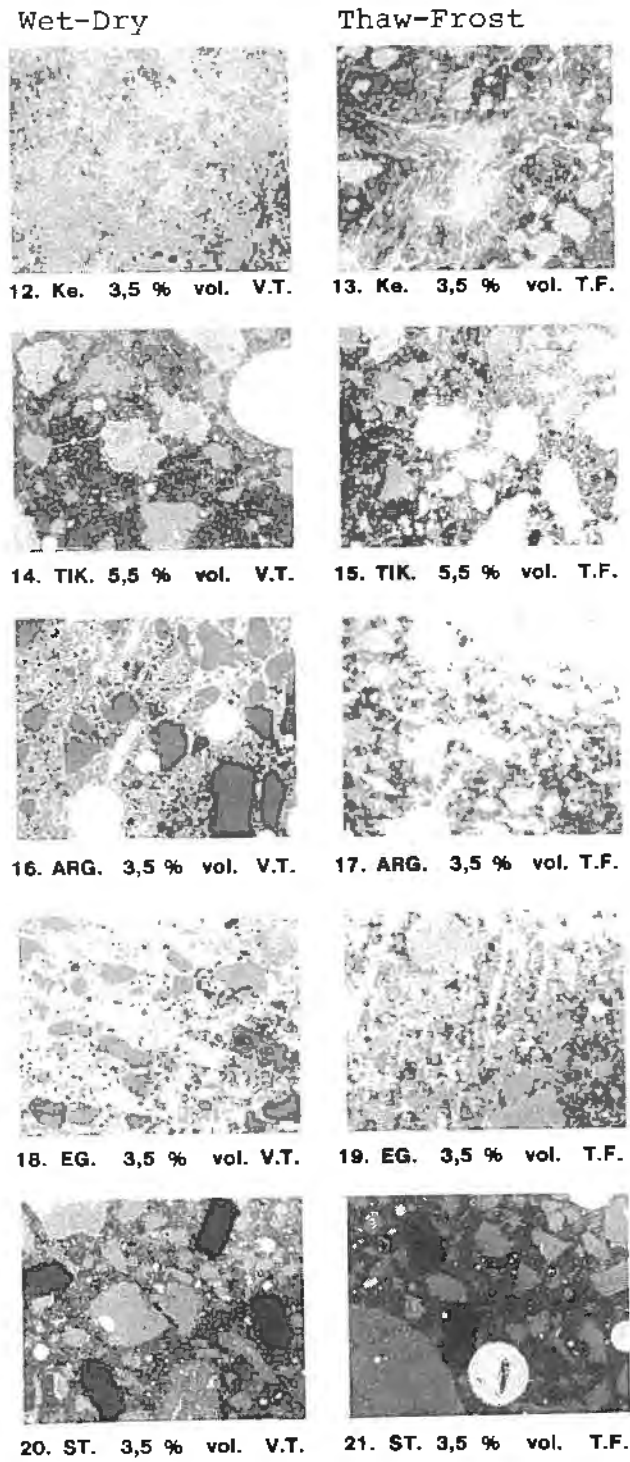 Wet-Dry Thaw-Frost
12. Ke. 3,5 % vol. V.T. 13. Ke. 3,5 % vol T.F.
14. TIK. 5,5 % vol. V.T. 15. TIK. 5,5 % vol. T.F.
16. ARG. 3,5 % vol. V.T. 17. ARG. 3,5 % vol T.F.
18. EG. 3,5 % vol. V.T. 19. EG. 3,5 % vol. T.F.
20. ST. 3,5 % vol. V.T. 21. ST. 3,5 % vol T.F.